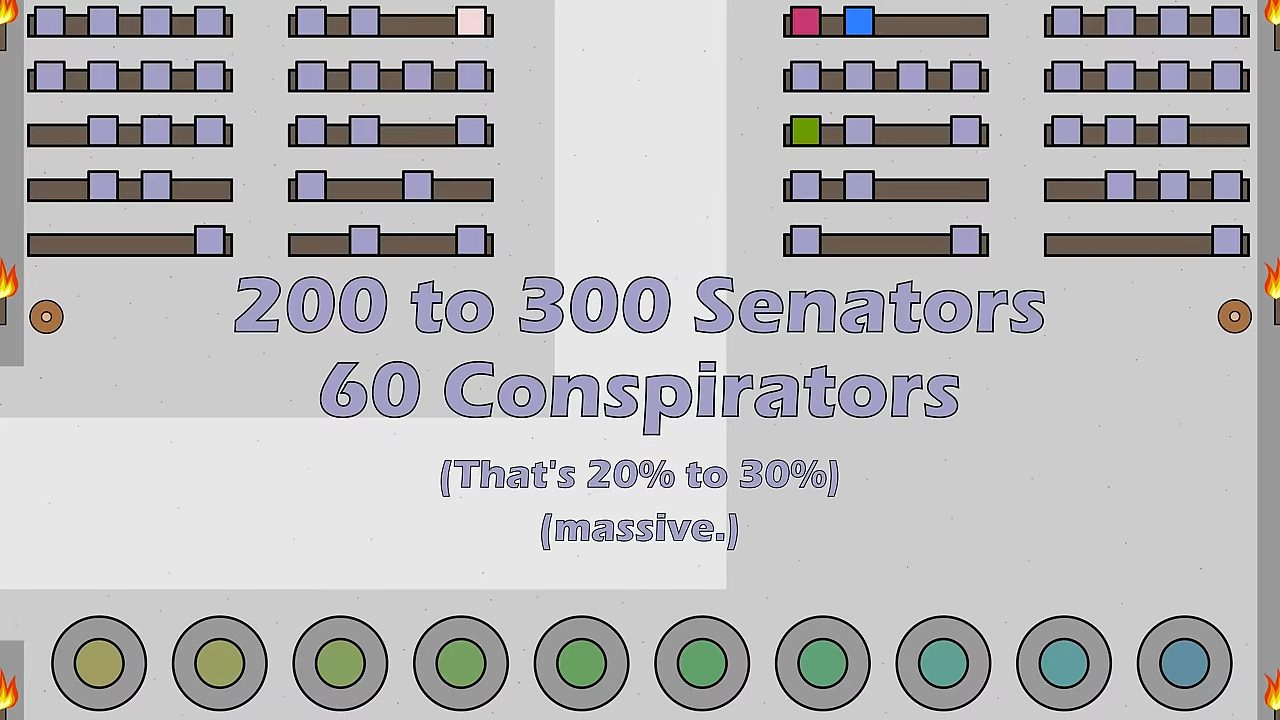 200 to 300 Senators
60 Conspirators
(That's 20% to 30%)
(massive.)